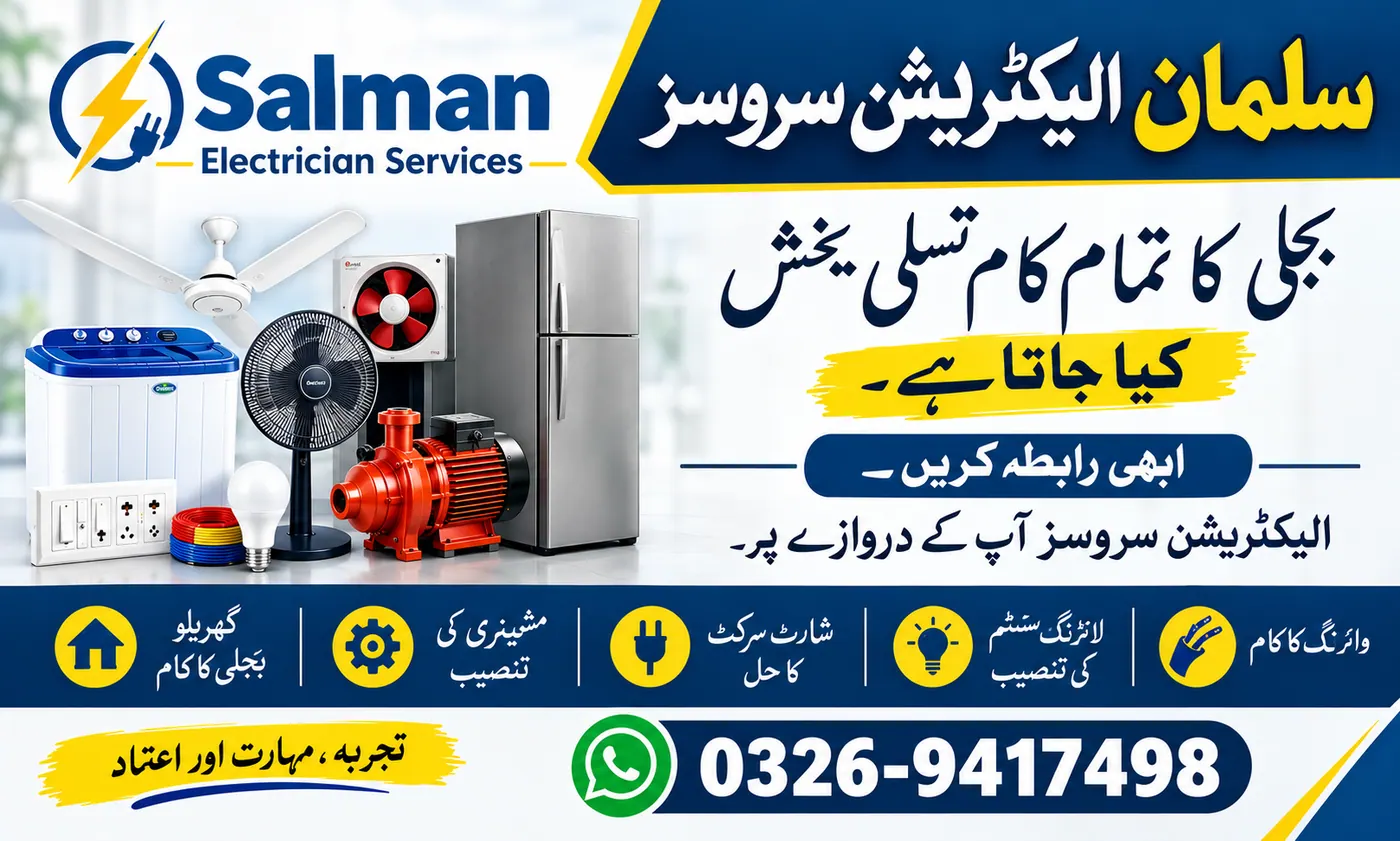 Salman
Electrician Services
سلمان الیکٹریشن سروسز
بجلی کا تمام کام تسلی بخش
کیا جاتا ہے۔
ابھی رابطہ کریں ۔
الیکٹریشن سروسز آپ کے دروازے پر۔
وائرنگ کا کام
لائٹنگ سسٹم
کی تنصیب
شارٹ سرکٹ
کا حل
مشینری کی
تنصیب
گھریلو
بجلی کا کام
تجربہ ، مہارت اور اعتماد
0326-9417498